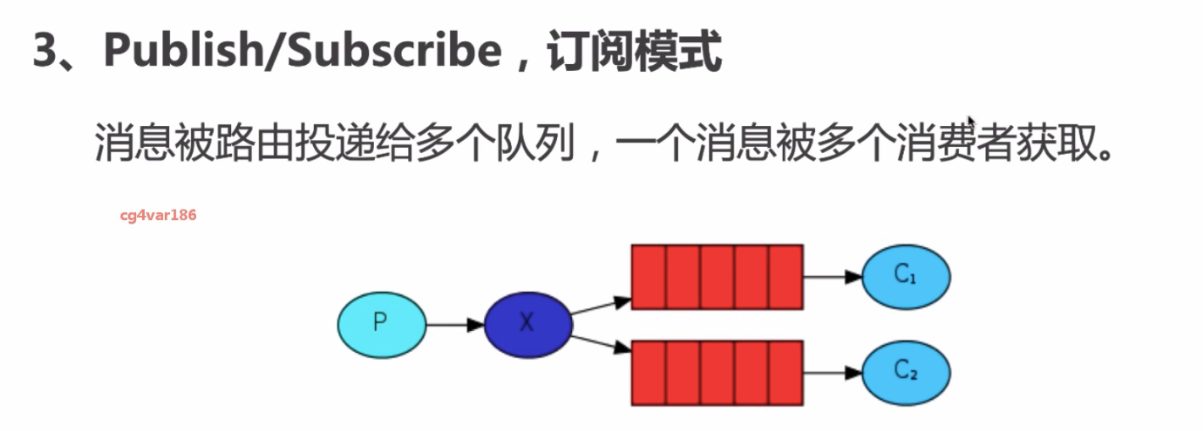 3、Publish/Subscribe，订阅模式
消息被路由投递给多个队列，一个消息被多个消费者获取。
cg4var186
C₁
P
X
C₂